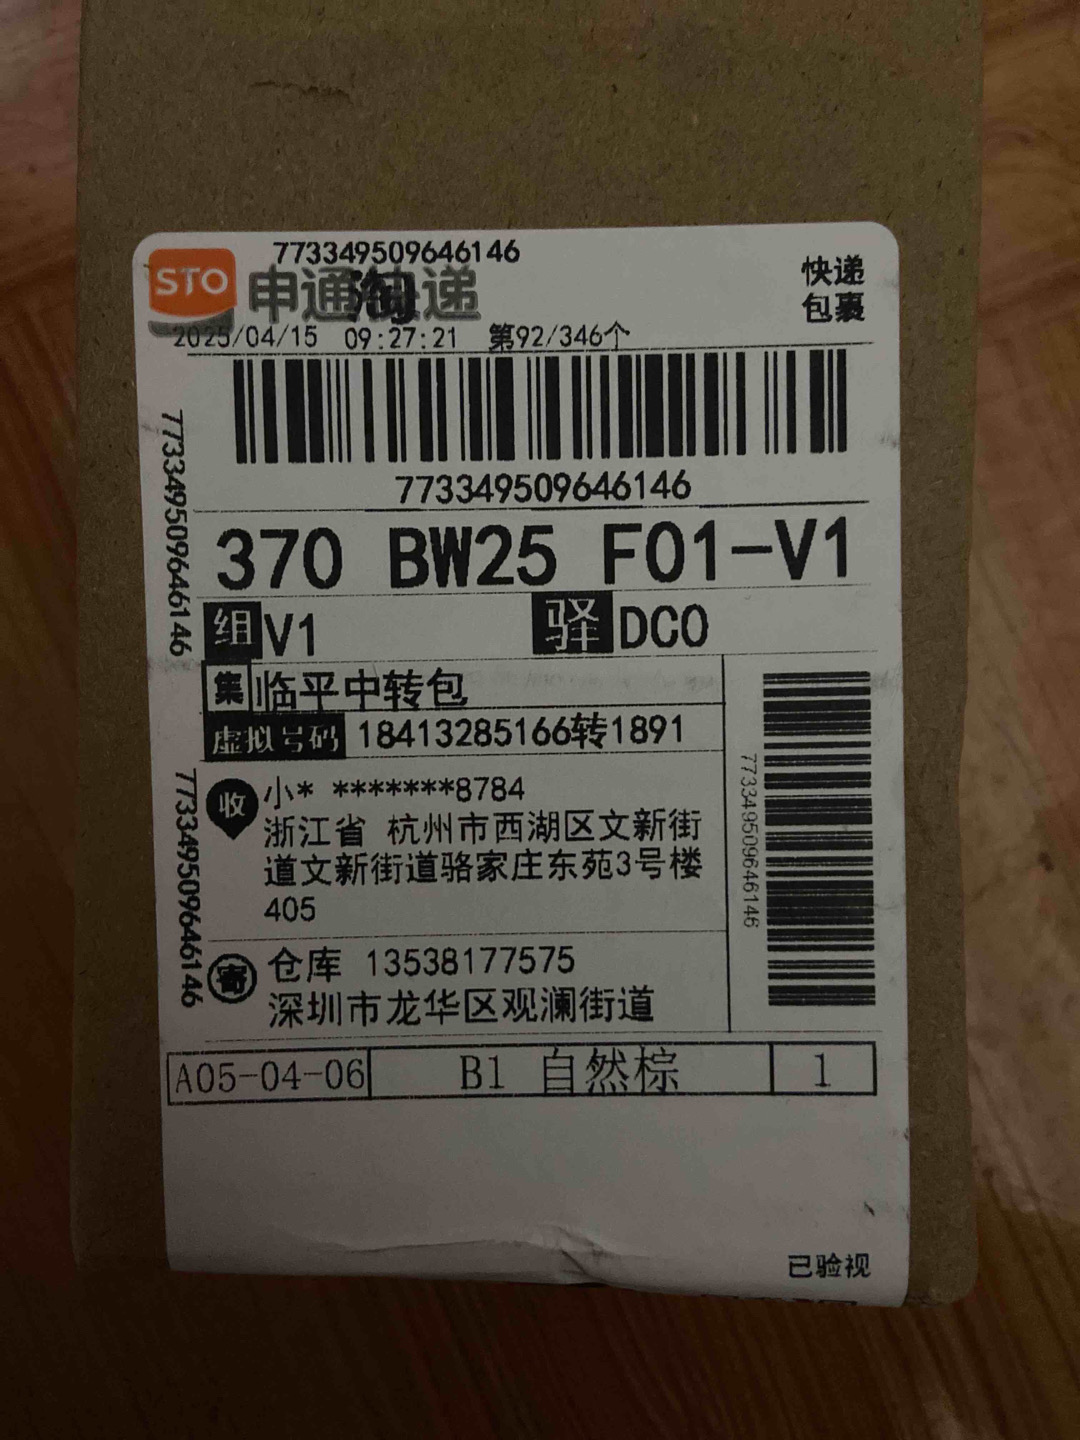 773349509646146
STO 申通快递
淘
快递
包裹
2025/04/15 09:27:21 第92/346个
773349509646146
773349509646146
370 BW25 F01-V1
组 V1 驿 DC0
集 临平中转包
虚拟号码 18413285166转1891
773349509646146
收 小* *******8784
浙江省 杭州市西湖区文新街
道文新街道骆家庄东苑3号楼
405
773349509646146
寄 仓库 13538177575
深圳市龙华区观澜街道
A05-04-06 B1 自然棕 1
已验视